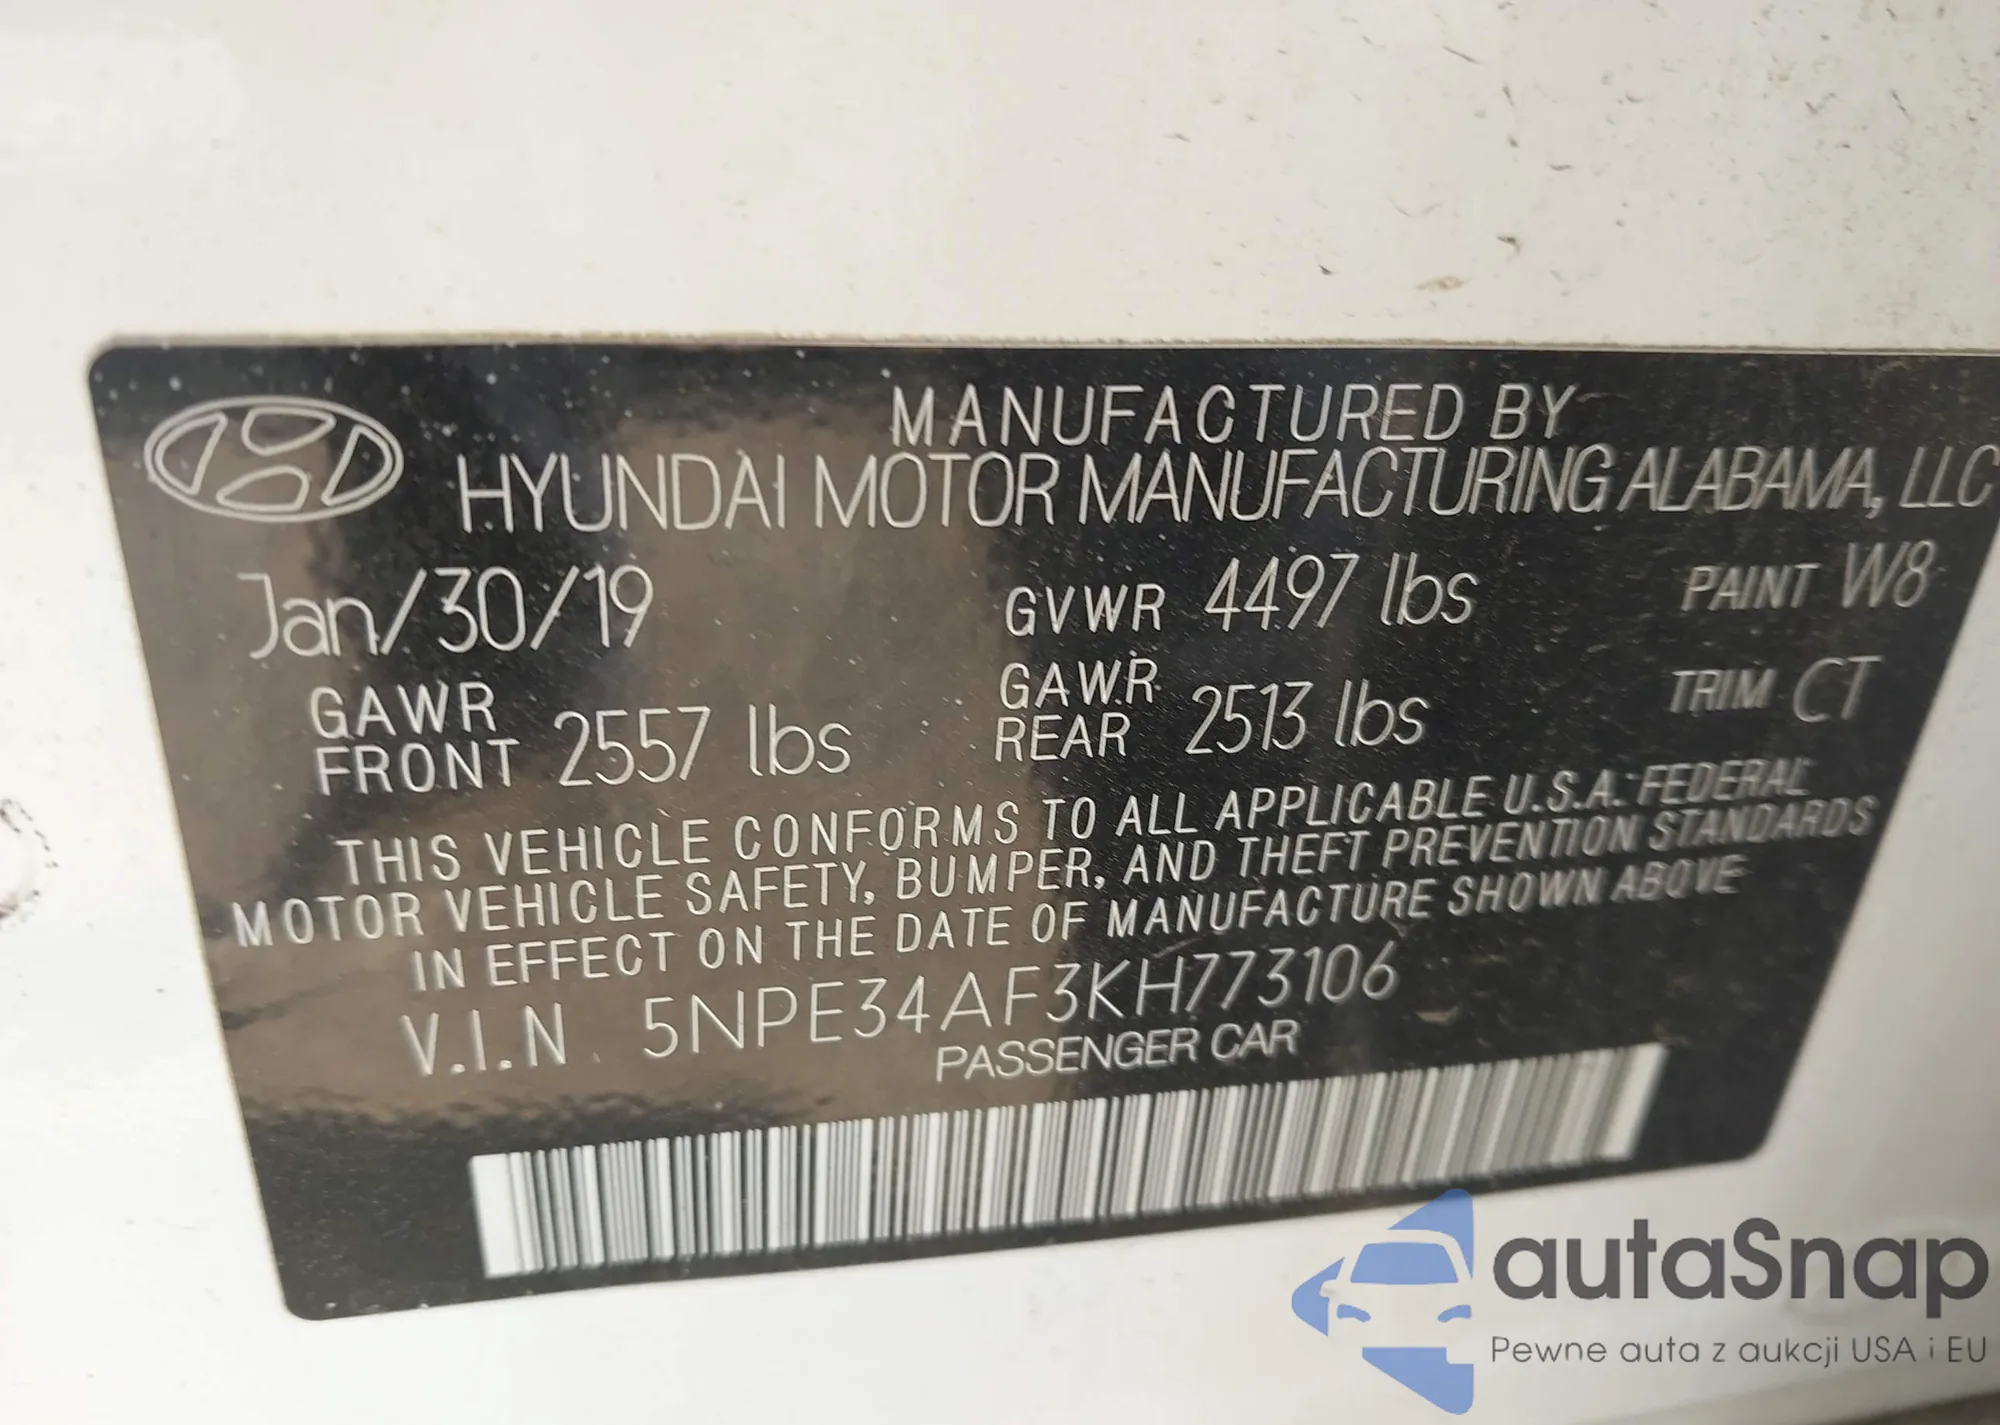 MANUFACTURED BY
HYUNDAI MOTOR MANUFACTURING ALABAMA, LLC
Jan/30/19 GVWR 4497 lbs PAINT W8
GAWR FRONT 2557 lbs GAWR REAR 2513 lbs TRIM CT
THIS VEHICLE CONFORMS TO ALL APPLICABLE U.S.A. FEDERAL
MOTOR VEHICLE SAFETY, BUMPER, AND THEFT PREVENTION STANDARDS
IN EFFECT ON THE DATE OF MANUFACTURE SHOWN ABOVE
V.I.N. 5NPE34AF3KH773106
PASSENGER CAR
autaSnap
Pewne auta z aukcji USA i EU